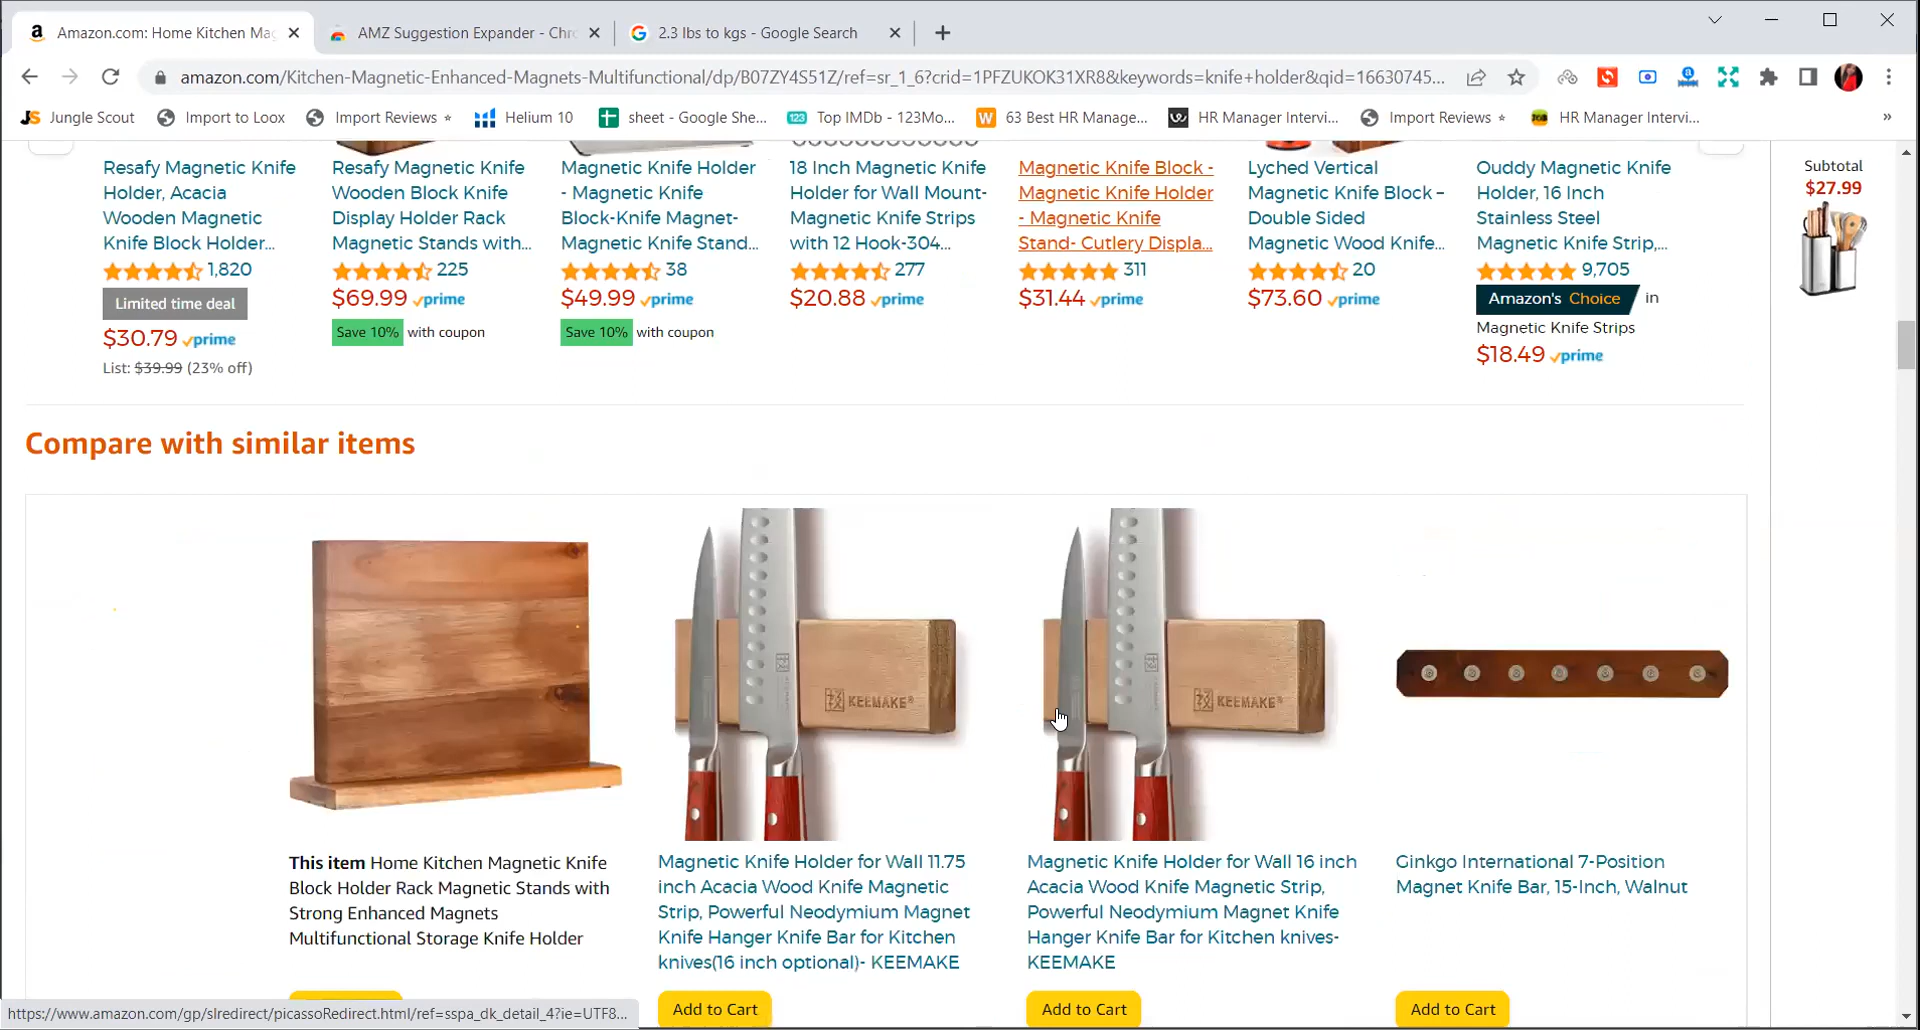 Amazon.com: Home Kitchen Mag
AMZ Suggestion Expander - Chr
2.3 lbs to kgs - Google Search
amazon.com/Kitchen-Magnetic-Enhanced-Magnets-Multifunctional/dp/B07ZY4S51Z/ref=sr_1_6?crid=1PFZUKOK31XR8&keywords=knife+holder&qid=16630745...
Jungle Scout
Import to Loox
Import Reviews
Helium 10
sheet - Google She...
Top IMDb - 123Mo...
63 Best HR Manage...
HR Manager Intervi...
Import Reviews
HR Manager Intervi...
Resafy Magnetic Knife
Holder, Acacia
Wooden Magnetic
Knife Block Holder...
1,820
Limited time deal
$30.79 prime
List: $39.99 (23% off)
Resafy Magnetic Knife
Wooden Block Knife
Display Holder Rack
Magnetic Stands with...
225
$69.99 prime
Save 10% with coupon
Magnetic Knife Holder
- Magnetic Knife
Block-Knife Magnet-
Magnetic Knife Stand...
38
$49.99 prime
Save 10% with coupon
18 Inch Magnetic Knife
Holder for Wall Mount-
Magnetic Knife Strips
with 12 Hook-304...
277
$20.88 prime
Magnetic Knife Block -
Magnetic Knife Holder
- Magnetic Knife
Stand- Cutlery Displa...
311
$31.44 prime
Lyched Vertical
Magnetic Knife Block –
Double Sided
Magnetic Wood Knife...
20
$73.60 prime
Ouddy Magnetic Knife
Holder, 16 Inch
Stainless Steel
Magnetic Knife Strip,...
9,705
Amazon's Choice in
Magnetic Knife Strips
$18.49 prime
Subtotal
$27.99
Compare with similar items
KEEMAKE®
KEEMAKE®
This item Home Kitchen Magnetic Knife
Block Holder Rack Magnetic Stands with
Strong Enhanced Magnets
Multifunctional Storage Knife Holder
Magnetic Knife Holder for Wall 11.75
inch Acacia Wood Knife Magnetic
Strip, Powerful Neodymium Magnet
Knife Hanger Knife Bar for Kitchen
knives(16 inch optional)- KEEMAKE
Add to Cart
Magnetic Knife Holder for Wall 16 inch
Acacia Wood Knife Magnetic Strip,
Powerful Neodymium Magnet Knife
Hanger Knife Bar for Kitchen knives-
KEEMAKE
Add to Cart
Ginkgo International 7-Position
Magnet Knife Bar, 15-Inch, Walnut
Add to Cart
https://www.amazon.com/gp/slredirect/picassoRedirect.html/ref=sspa_dk_detail_4?ie=UTF8...